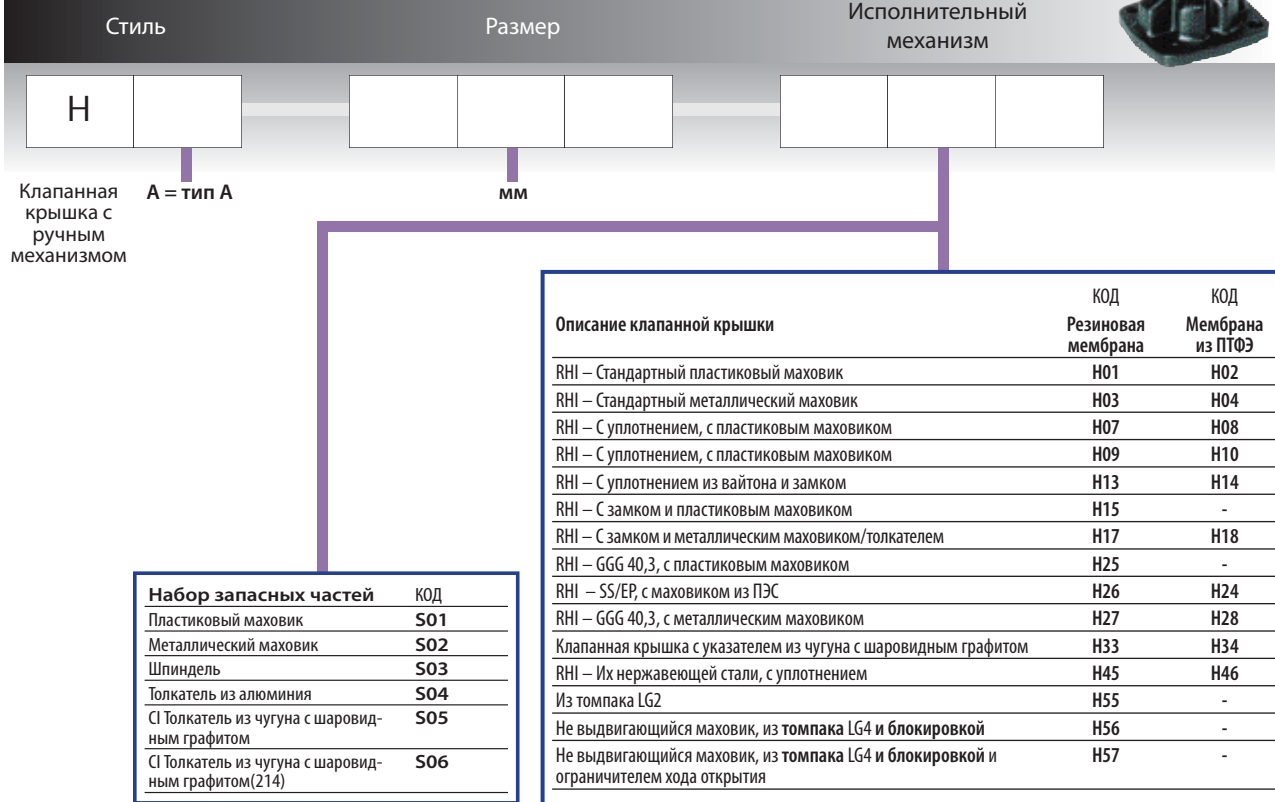 Стиль
Размер
Исполнительный
механизм
Н
Клапанная
крышка с
ручным
механизмом
А = тип А
мм
КОД КОД
Описание клапанной крышки Резиновая Мембрана
мембрана из ПТФЭ
RHI – Стандартный пластиковый маховик H01 H02
RHI – Стандартный металлический маховик H03 H04
RHI – С уплотнением, с пластиковым маховиком H07 H08
RHI – С уплотнением, с пластиковым маховиком H09 H10
RHI – С уплотнением из вайтона и замком H13 H14
RHI – С замком и пластиковым маховиком H15 -
RHI – С замком и металлическим маховиком/толкателем H17 H18
RHI – GGG 40,3, с пластиковым маховиком H25 -
RHI – SS/EP, с маховиком из ПЭС H26 H24
RHI – GGG 40,3, с металлическим маховиком H27 H28
Клапанная крышка с указателем из чугуна с шаровидным графитом H33 H34
RHI – Их нержавеющей стали, с уплотнением H45 H46
Из томпака LG2 H55 -
Не выдвигающийся маховик, из томпака LG4 и блокировкой H56 -
Не выдвигающийся маховик, из томпака LG4 и блокировкой и H57 -
ограничителем хода открытия
Набор запасных частей КОД
Пластиковый маховик S01
Металлический маховик S02
Шпиндель S03
Толкатель из алюминия S04
CI Толкатель из чугуна с шаровид- S05
ным графитом
CI Толкатель из чугуна с шаровид- S06
ным графитом(214)